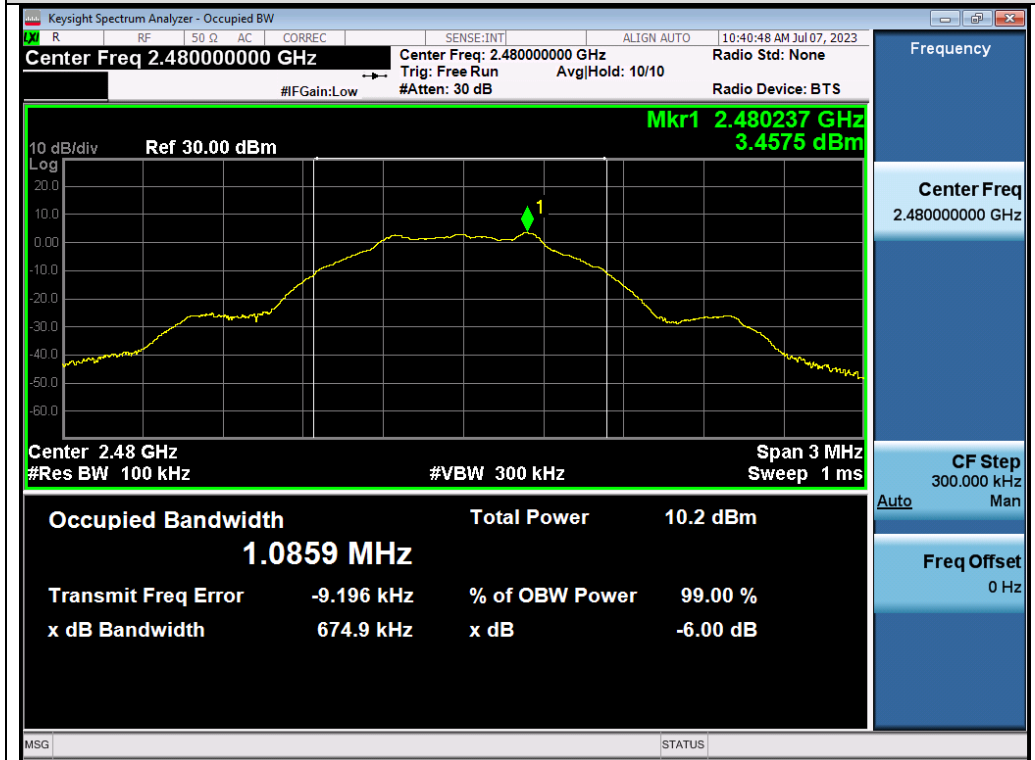 Keysight Spectrum Analyzer - Occupied BW
LXI R RF 50 Ω AC CORREC SENSE:INT ALIGN AUTO 10:40:48 AM Jul 07, 2023
Center Freq 2.480000000 GHz
Center Freq: 2.480000000 GHz Radio Std: None
Trig: Free Run Avg|Hold: 10/10
#IFGain:Low #Atten: 30 dB Radio Device: BTS
Mkr1 2.480237 GHz
3.4575 dBm
10 dB/div Ref 30.00 dBm
Log
20.0
10.0
0.00
-10.0
-20.0
-30.0
-40.0
-50.0
-60.0
1
Center 2.48 GHz Span 3 MHz
#Res BW 100 kHz #VBW 300 kHz Sweep 1 ms
Occupied Bandwidth Total Power 10.2 dBm
1.0859 MHz
Transmit Freq Error -9.196 kHz % of OBW Power 99.00 %
x dB Bandwidth 674.9 kHz x dB -6.00 dB
MSG STATUS
Frequency
Center Freq
2.480000000 GHz
CF Step
300.000 kHz
Auto Man
Freq Offset
0 Hz